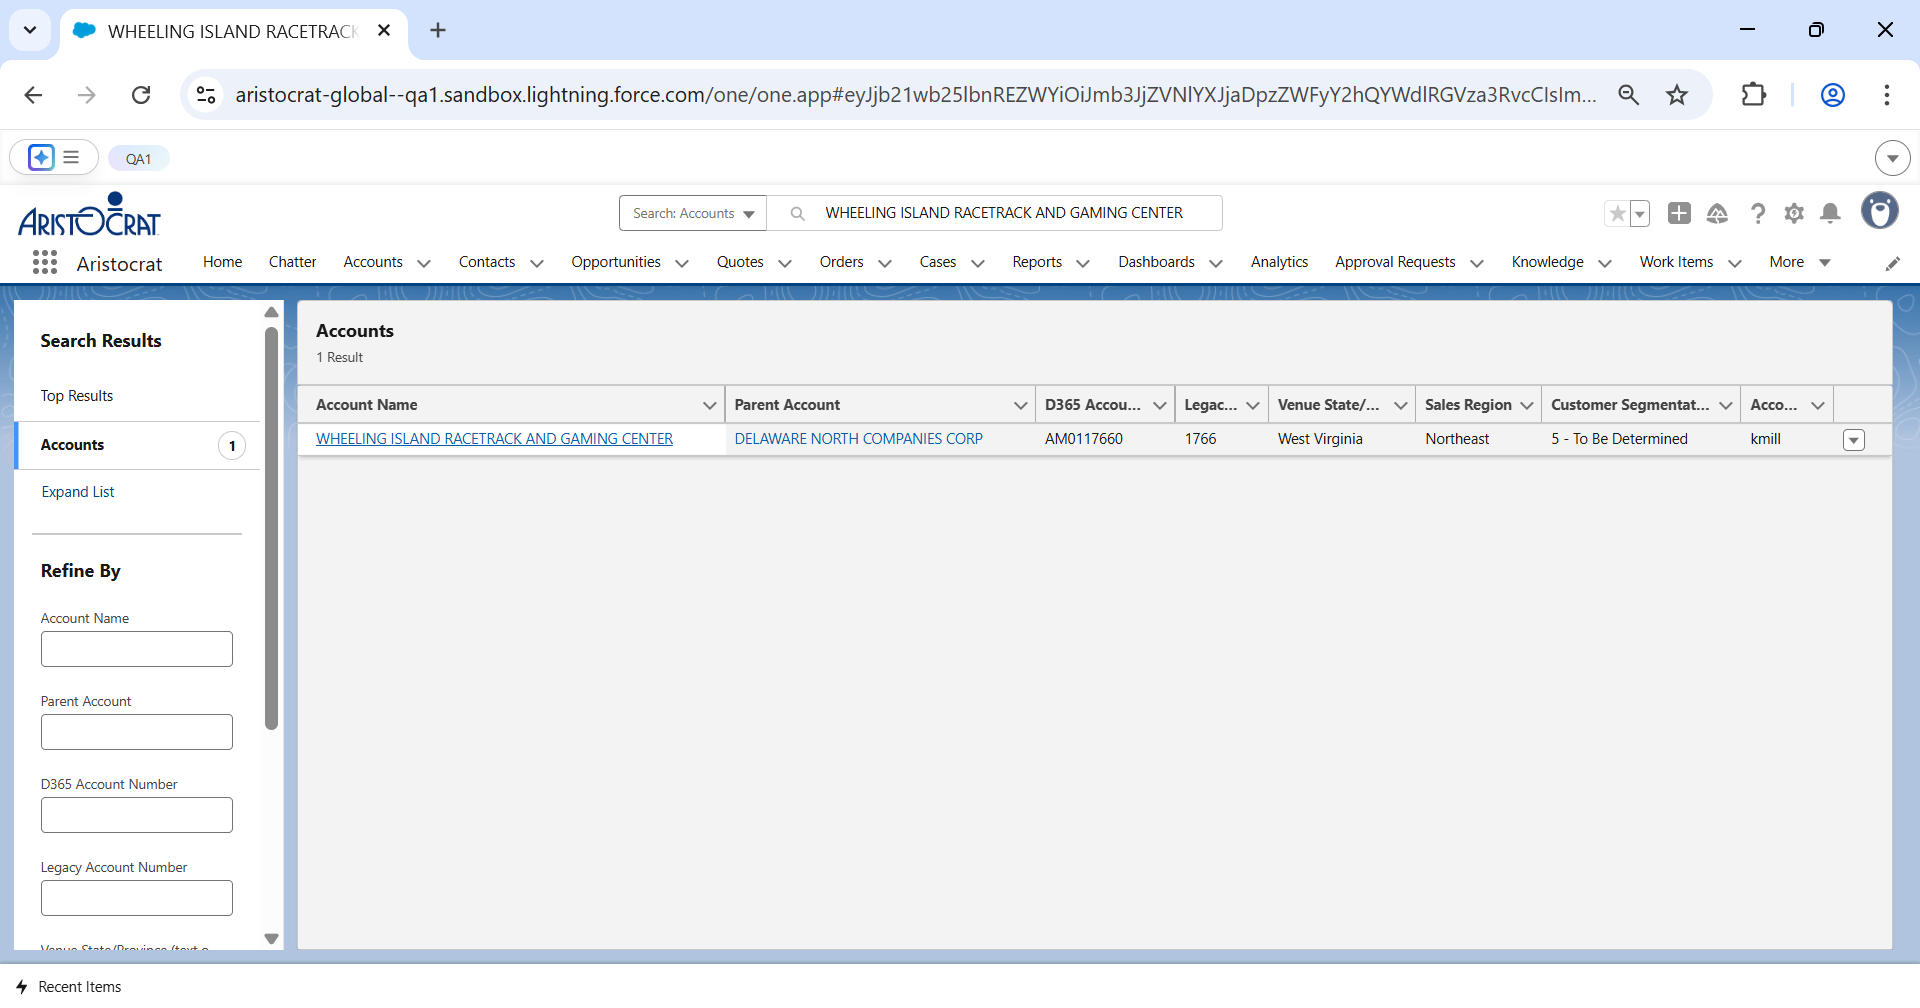 WHEELING ISLAND RACETRACK
aristocrat-global--qa1.sandbox.lightning.force.com/one/one.app#eyJjb21wb25lbnREZWYiOiJmb3JjZVNlYXJjaDpzZWFyY2hQYWdlRGVza3RvcCIsIm...
QA1
ARISTOCRAT
Search: Accounts
WHEELING ISLAND RACETRACK AND GAMING CENTER
Aristocrat
Home
Chatter
Accounts
Contacts
Opportunities
Quotes
Orders
Cases
Reports
Dashboards
Analytics
Approval Requests
Knowledge
Work Items
More
Search Results
Top Results
Accounts
1
Expand List
Refine By
Account Name
Parent Account
D365 Account Number
Legacy Account Number
Venue State/Province (text o
Accounts
1 Result
Account Name
Parent Account
D365 Accou...
Legac...
Venue State/...
Sales Region
Customer Segmentat...
Acco...
WHEELING ISLAND RACETRACK AND GAMING CENTER
DELAWARE NORTH COMPANIES CORP
AM0117660
1766
West Virginia
Northeast
5 - To Be Determined
kmill
Recent Items